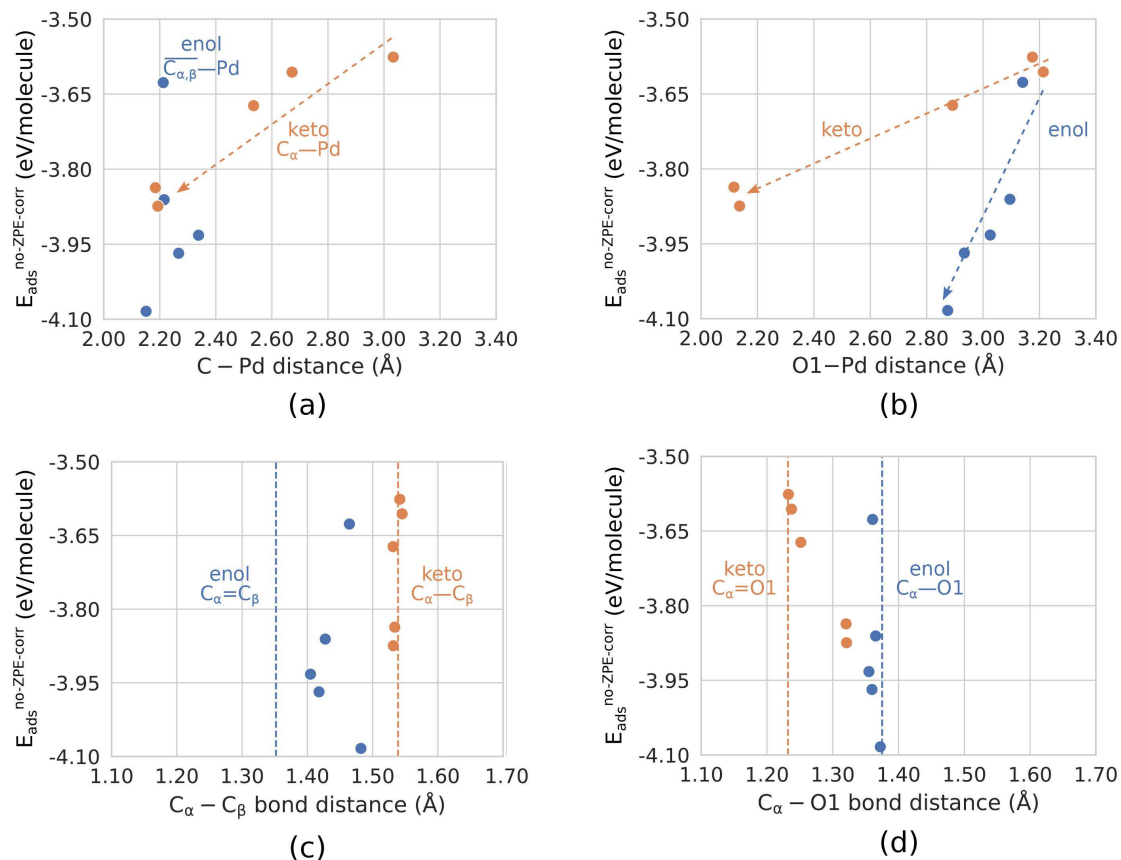 -3.50
-3.65
-3.80
-3.95
-4.10
E_ads^no-ZPE-corr (eV/molecule)
enol
C̅_α,β̅—Pd
keto
C_α—Pd
2.00 2.20 2.40 2.60 2.80 3.00 3.20 3.40
C − Pd distance (Å)
(a)
-3.50
-3.65
-3.80
-3.95
-4.10
E_ads^no-ZPE-corr (eV/molecule)
keto
enol
2.00 2.20 2.40 2.60 2.80 3.00 3.20 3.40
O1−Pd distance (Å)
(b)
-3.50
-3.65
-3.80
-3.95
-4.10
E_ads^no-ZPE-corr (eV/molecule)
enol
C_α=C_β
keto
C_α—C_β
1.10 1.20 1.30 1.40 1.50 1.60 1.70
C_α − C_β bond distance (Å)
(c)
-3.50
-3.65
-3.80
-3.95
-4.10
E_ads^no-ZPE-corr (eV/molecule)
keto
C_α=O1
enol
C_α—O1
1.10 1.20 1.30 1.40 1.50 1.60 1.70
C_α − O1 bond distance (Å)
(d)